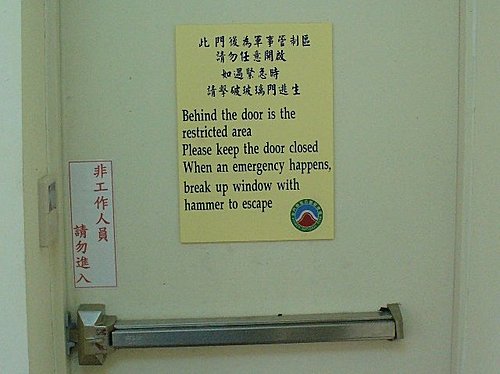 此門後為軍事管制區
請勿任意開放
如遇緊急時
請擊破玻璃門逃生
Behind the door is the
restricted area
Please keep the door closed
When an emergency happens,
break up window with
hammer to escape
非工作人員
請勿進入